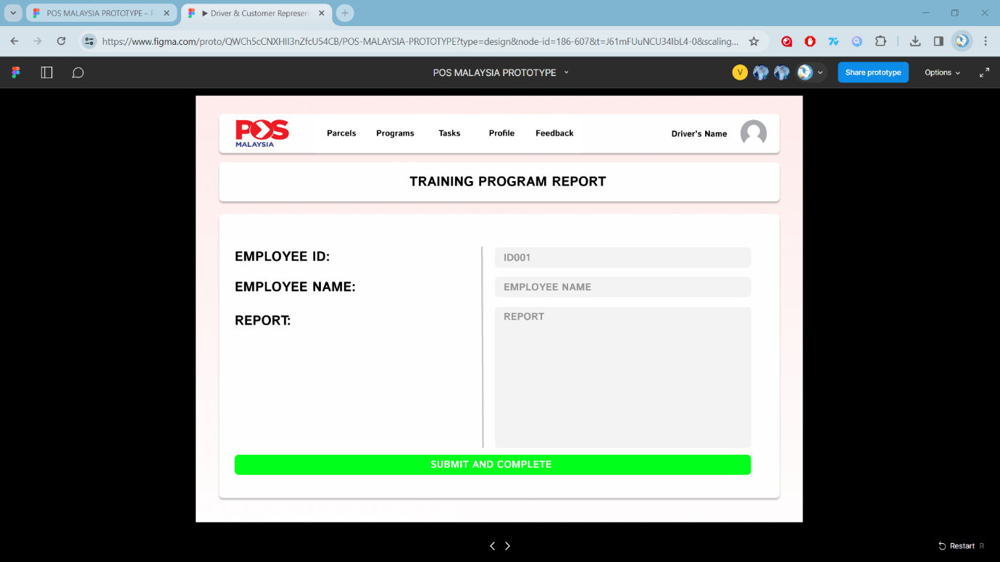 POS MALAYSIA PROTOTYPE – F
Driver & Customer Represen
https://www.figma.com/proto/QWCh5cCNXHII3nZfcU54CB/POS-MALAYSIA-PROTOTYPE?type=design&node-id=186-607&t=J61mFUuNCU34IbL4-0&scaling...
POS MALAYSIA PROTOTYPE
V
Share prototype
Options
POS
MALAYSIA
Parcels
Programs
Tasks
Profile
Feedback
Driver's Name
TRAINING PROGRAM REPORT
EMPLOYEE ID:
ID001
EMPLOYEE NAME:
EMPLOYEE NAME
REPORT:
REPORT
SUBMIT AND COMPLETE
Restart R